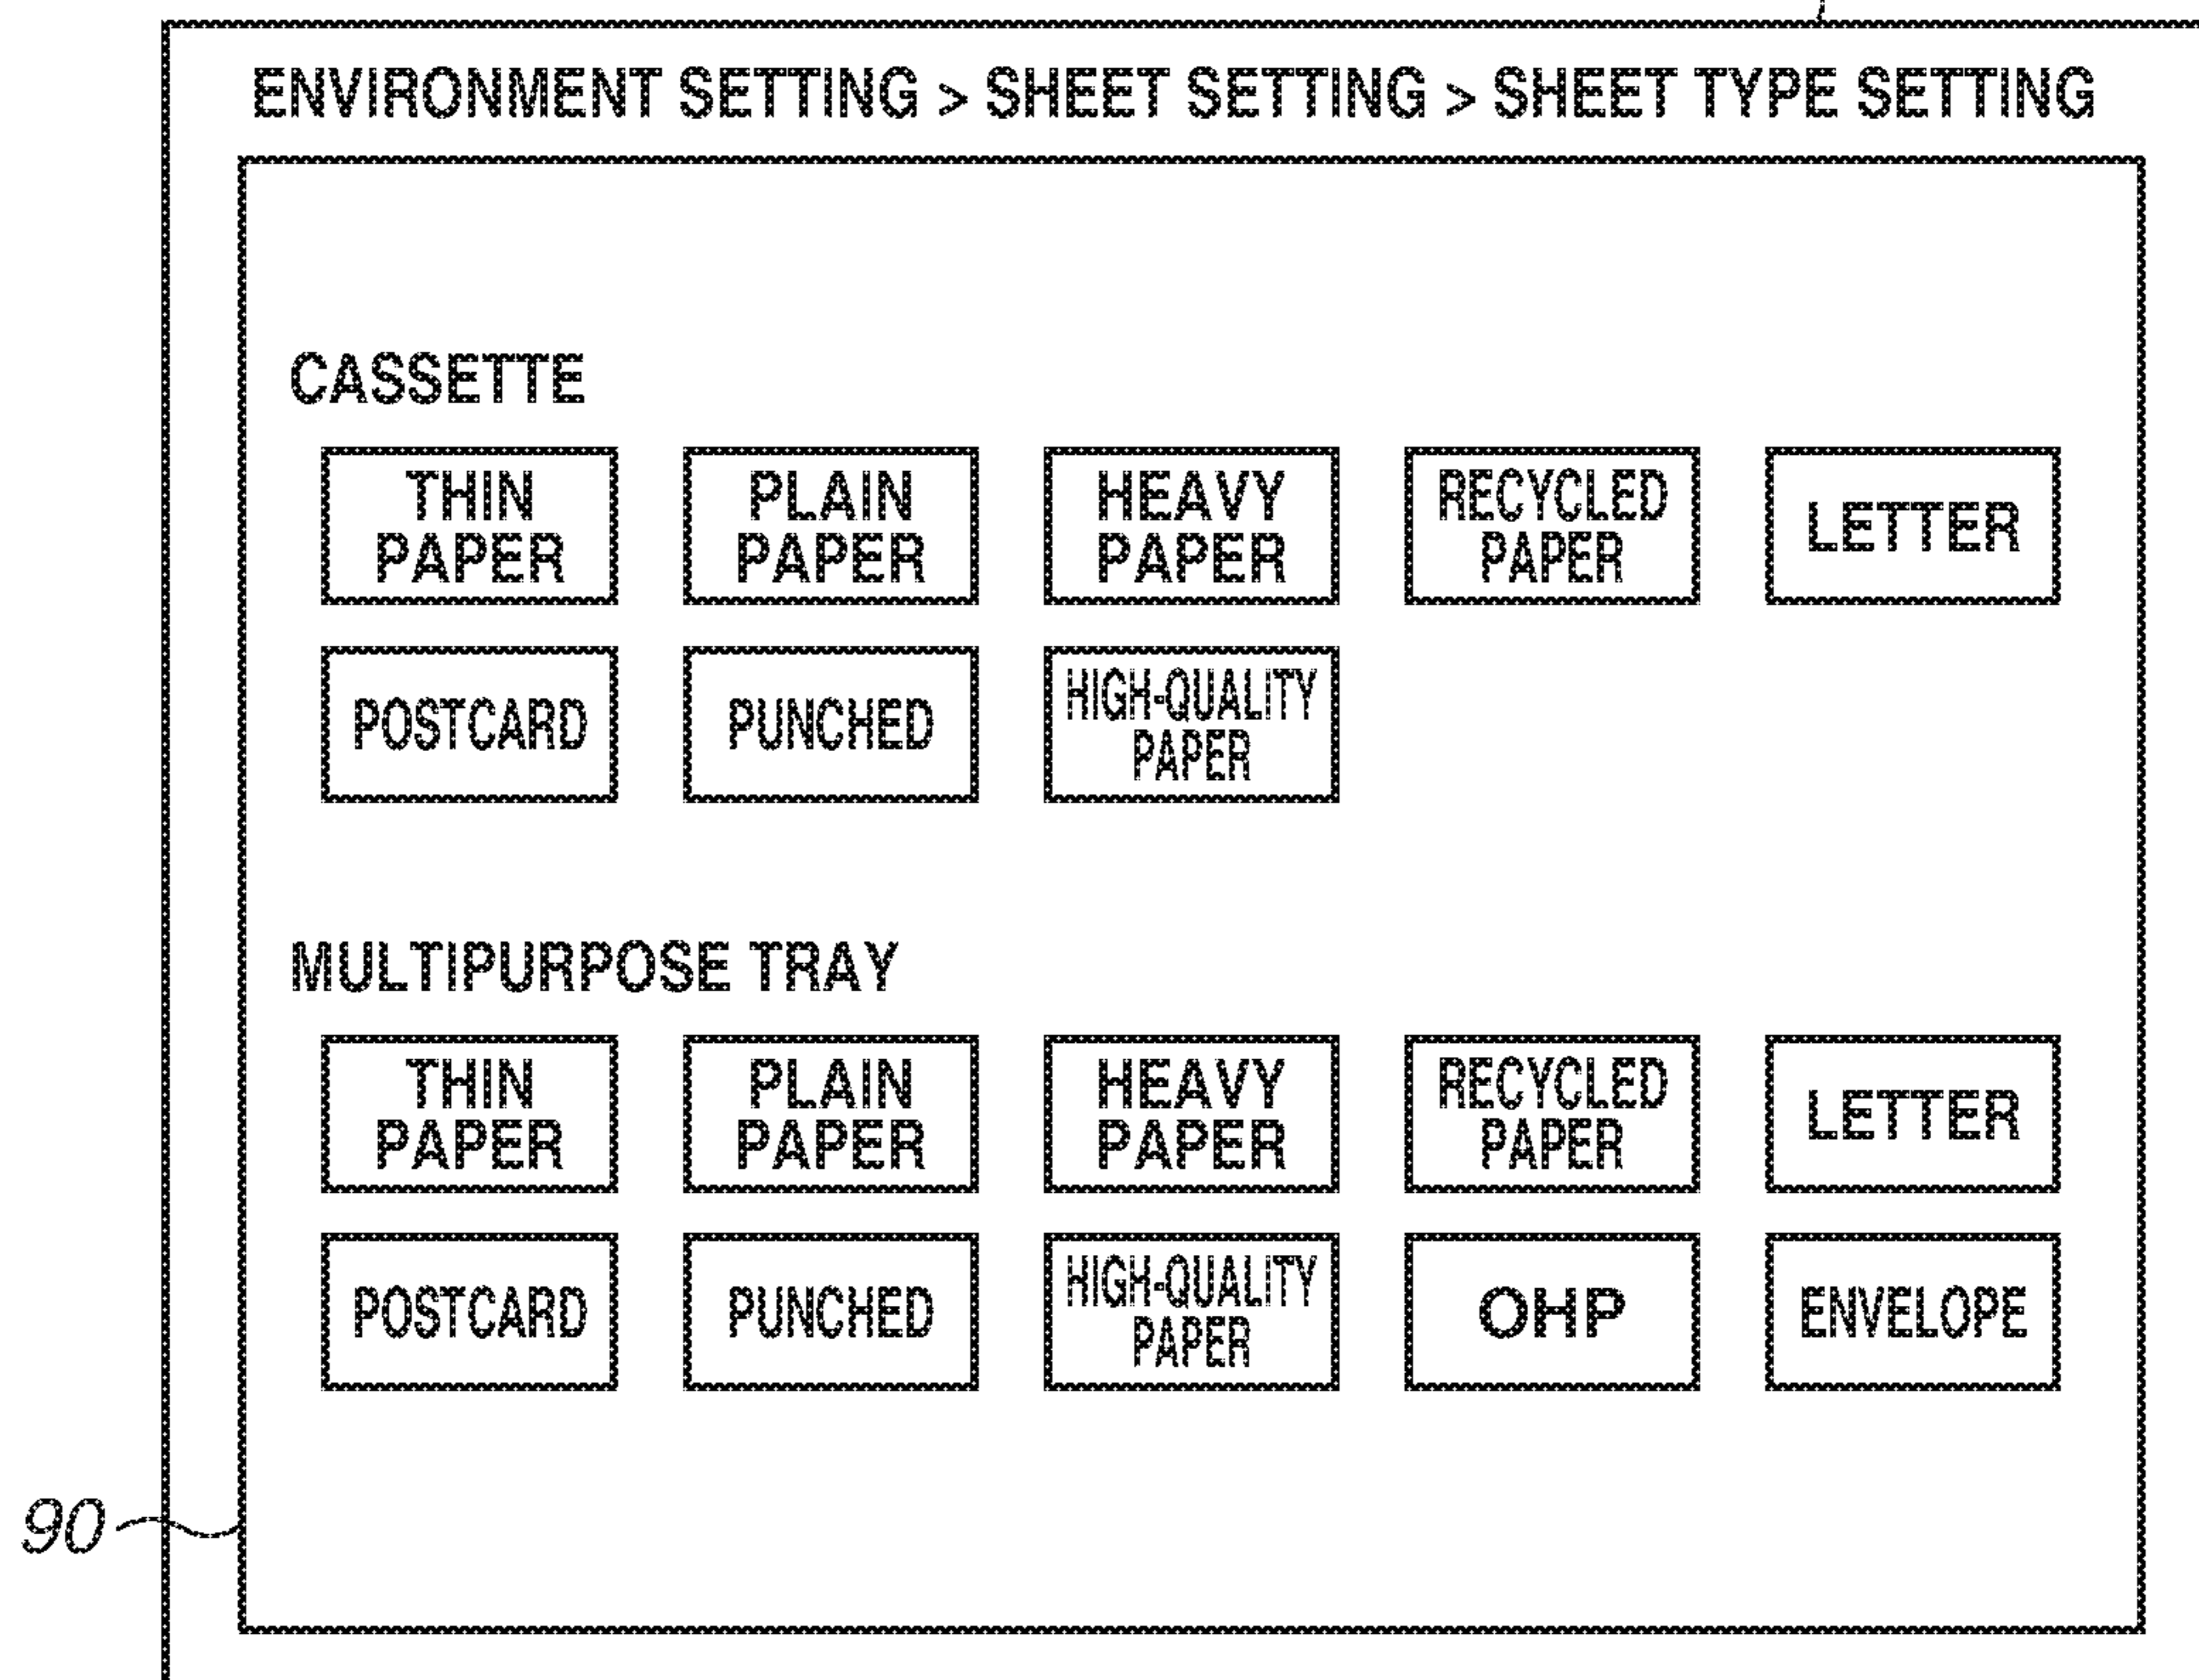 ENVIRONMENT SETTING > SHEET SETTING > SHEET TYPE SETTING
CASSETTE
THIN
PAPER
PLAIN
PAPER
HEAVY
PAPER
RECYCLED
PAPER
LETTER
POSTCARD
PUNCHED
HIGH-QUALITY
PAPER
MULTIPURPOSE TRAY
THIN
PAPER
PLAIN
PAPER
HEAVY
PAPER
RECYCLED
PAPER
LETTER
POSTCARD
PUNCHED
HIGH-QUALITY
PAPER
OHP
ENVELOPE
90